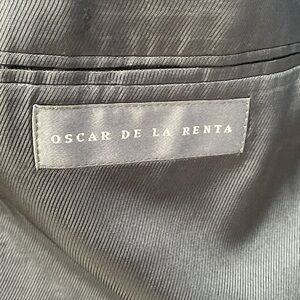 OSCAR DE LA RENTA